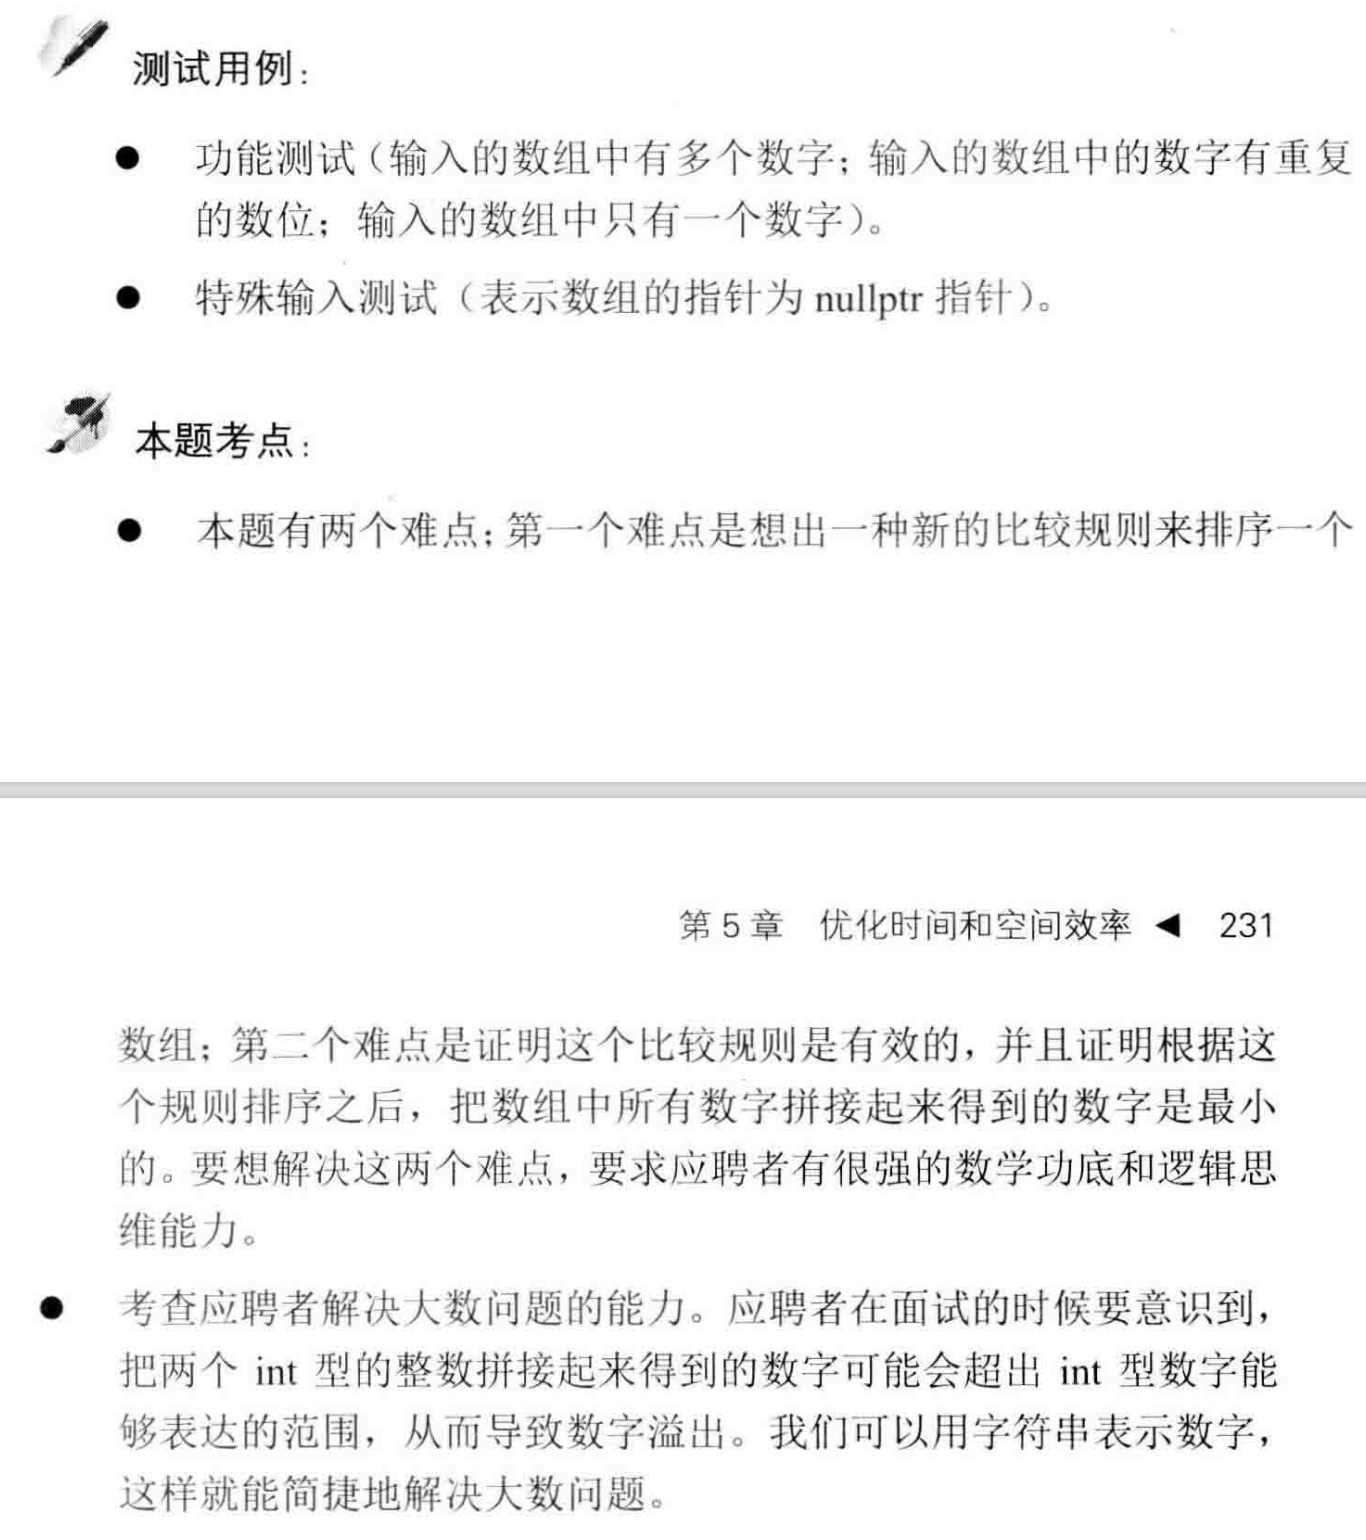 测试用例：
● 功能测试（输入的数组中有多个数字；输入的数组中的数字有重复
的数位；输入的数组中只有一个数字）。
● 特殊输入测试（表示数组的指针为 nullptr 指针）。
本题考点：
● 本题有两个难点；第一个难点是想出一种新的比较规则来排序一个
第 5 章 优化时间和空间效率 ◀ 231
数组；第二个难点是证明这个比较规则是有效的，并且证明根据这
个规则排序之后，把数组中所有数字拼接起来得到的数字是最小
的。要想解决这两个难点，要求应聘者有很强的数学功底和逻辑思
维能力。
● 考查应聘者解决大数问题的能力。应聘者在面试的时候要意识到，
把两个 int 型的整数拼接起来得到的数字可能会超出 int 型数字能
够表达的范围，从而导致数字溢出。我们可以用字符串表示数字，
这样就能简捷地解决大数问题。